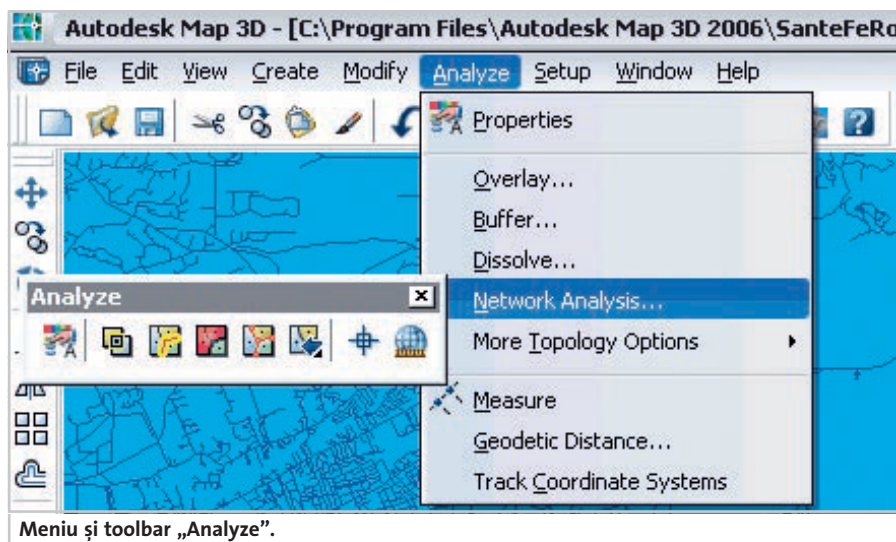 Autodesk Map 3D - [C:\Program Files\Autodesk Map 3D 2006\SanteFeRo
File Edit View Create Modify Analyze Setup Window Help
Properties
Overlay...
Buffer...
Dissolve...
Analyze
Network Analysis...
More Topology Options
Measure
Geodetic Distance...
Track Coordinate Systems
Meniu și toolbar „Analyze”.